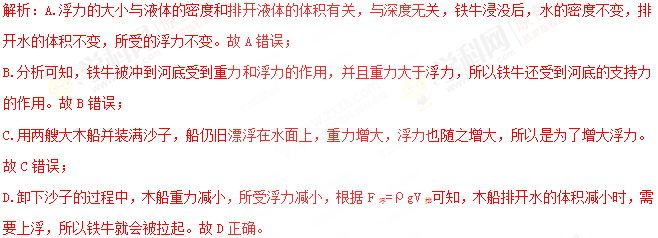 解析：A.浮力的大小与液体的密度和排开液体的体积有关，与深度无关，铁牛浸没后，水的密度不变，排
开水的体积不变，所受的浮力不变。故 A 错误；
B.分析可知，铁牛被冲到河底受到重力和浮力的作用，并且重力大于浮力，所以铁牛还受到河底的支持力
的作用。故 B 错误；
C.用两艘大木船并装满沙子，船仍旧漂浮在水面上，重力增大，浮力也随之增大，所以是为了增大浮力。
故 C 错误；
D.卸下沙子的过程中，木船重力减小，所受浮力减小，根据 F浮=ρgV排可知，木船排开水的体积减小时，需
要上浮，所以铁牛就会被拉起。故 D 正确。